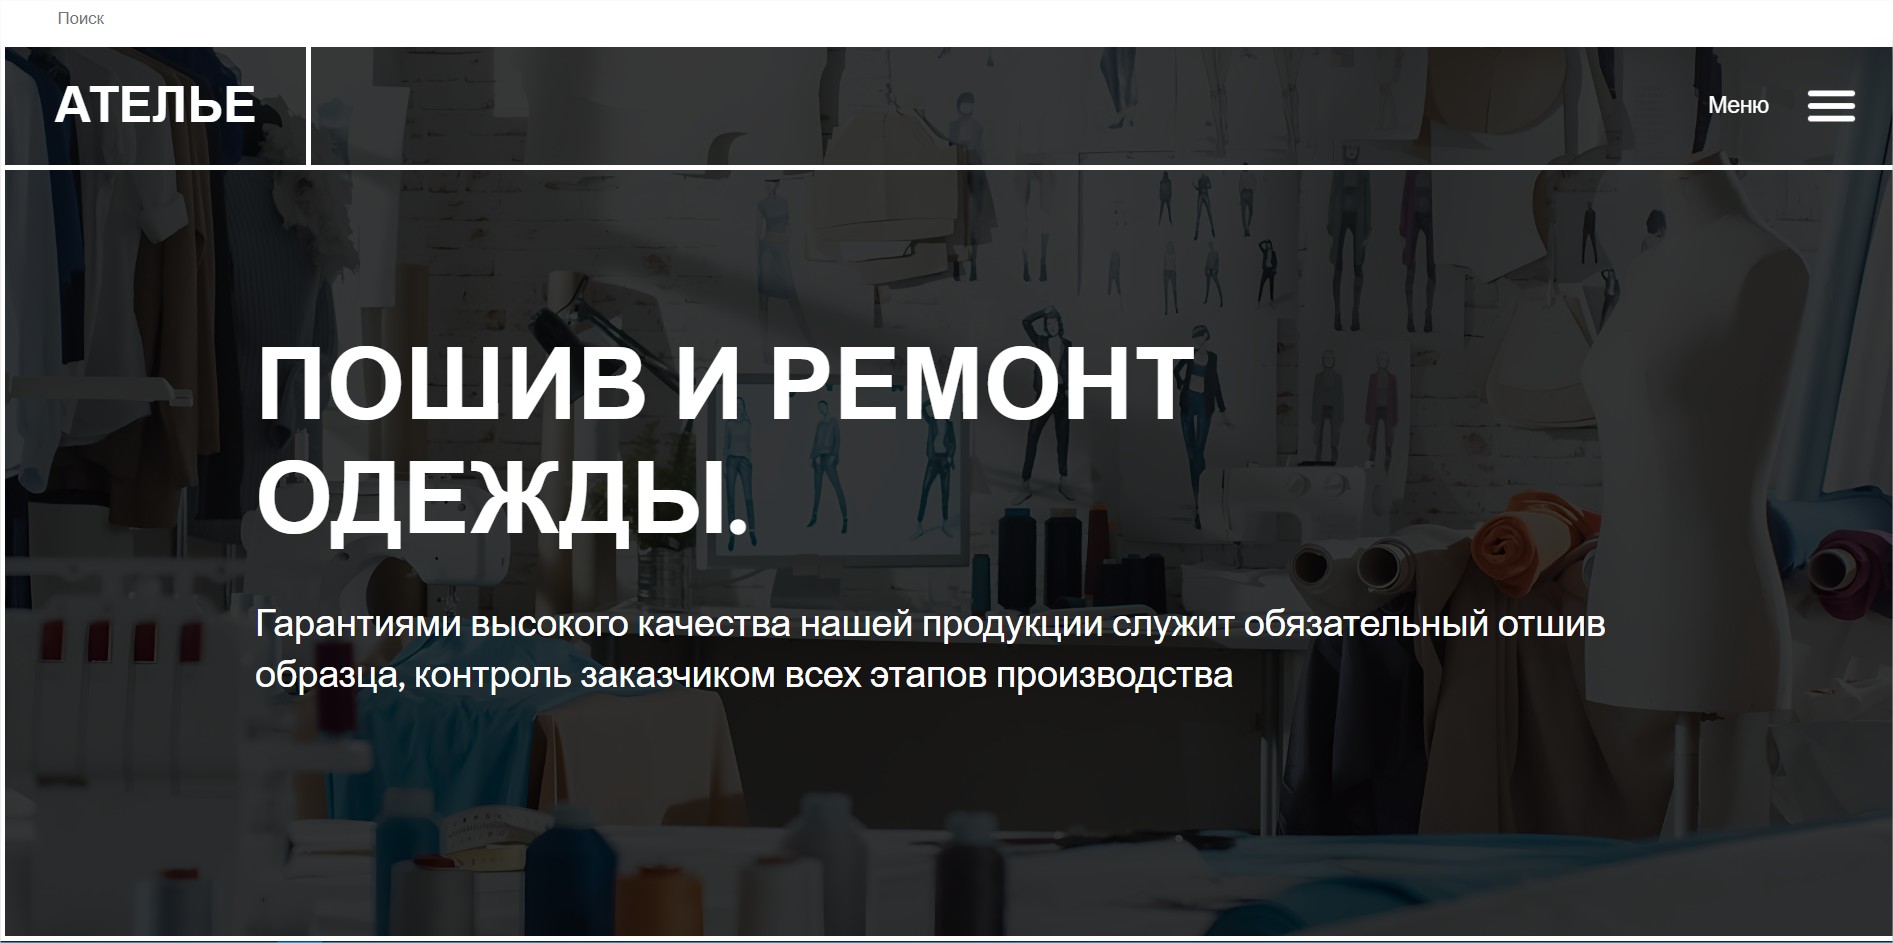 Поиск
АТЕЛЬЕ
Меню
ПОШИВ И РЕМОНТ
ОДЕЖДЫ.
Гарантиями высокого качества нашей продукции служит обязательный отшив
образца, контроль заказчиком всех этапов производства